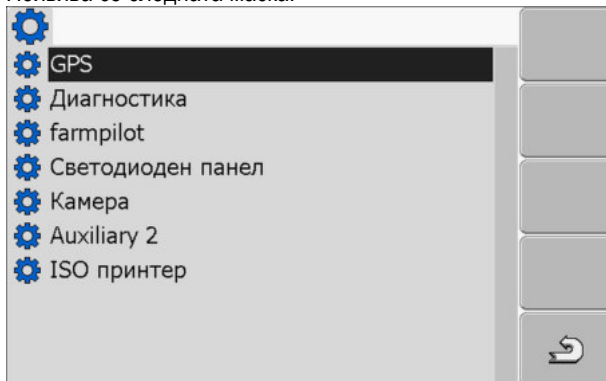 GPS
Диагностика
farmpilot
Светодиоден панел
Камера
Auxiliary 2
ISO принтер